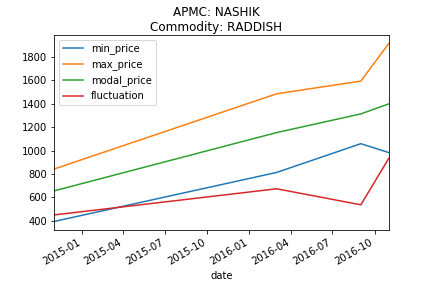 APMC: NASHIK
Commodity: RADDISH
min_price
max_price
modal_price
fluctuation
1800
1600
1400
1200
1000
800
600
400
2015-01
2015-04
2015-07
2015-10
2016-01
2016-04
2016-07
2016-10
date